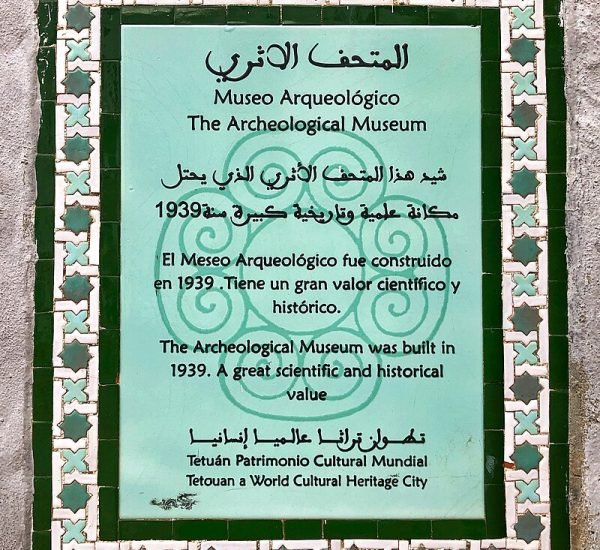 المتحف الاثري
Museo Arqueológico
The Archeological Museum
شيد هذا المتحف الأثري الذي يحتل
مكانة علمية وتاريخية كبيرة سنة1939
El Meseo Arqueológico fue construido
en 1939 .Tiene un gran valor científico y
histórico.
The Archeological Museum was built in
1939. A great scientific and historical
value
تطوان تراثا عالميا إنسانيا
Tetuán Patrimonio Cultural Mundial
Tetouan a World Cultural Heritage City